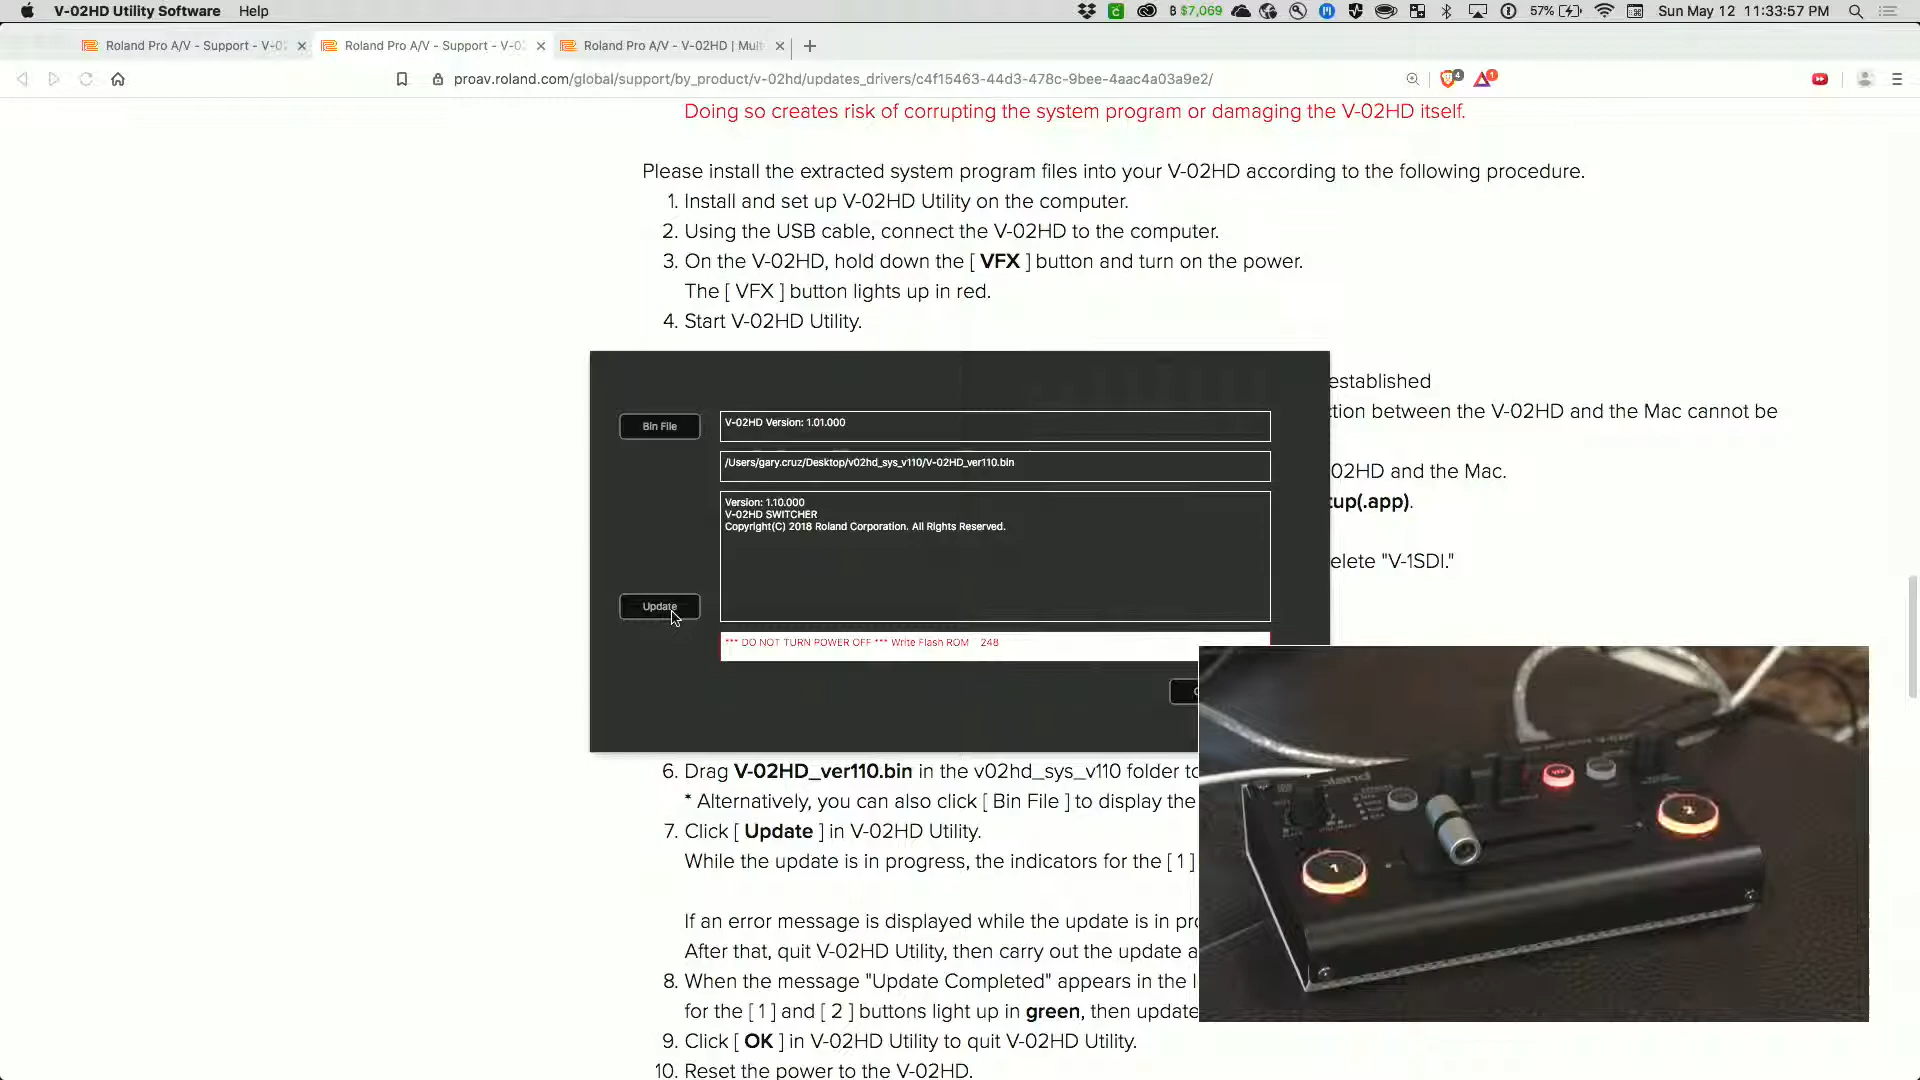 V-02HD Utility Software Help
$7,069 57% Sun May 12 11:33:57 PM
Roland Pro A/V - Support - V-0
Roland Pro A/V - Support - V-0
Roland Pro A/V - V-02HD | Mult
proav.roland.com/global/support/by_product/v-02hd/updates_drivers/c4f15463-44d3-478c-9bee-4aac4a03a9e2/
4
1
Doing so creates risk of corrupting the system program or damaging the V-02HD itself.
Please install the extracted system program files into your V-02HD according to the following procedure.
1. Install and set up V-02HD Utility on the computer.
2. Using the USB cable, connect the V-02HD to the computer.
3. On the V-02HD, hold down the [ VFX ] button and turn on the power.
The [ VFX ] button lights up in red.
4. Start V-02HD Utility.
established
ction between the V-02HD and the Mac cannot be
02HD and the Mac.
tup(.app).
elete "V-1SDI."
Bin File
V-02HD Version: 1.01.000
/Users/gary.cruz/Desktop/v02hd_sys_v110/V-02HD_ver110.bin
Version: 1.10.000
V-02HD SWITCHER
Copyright(C) 2018 Roland Corporation. All Rights Reserved.
Update
*** DO NOT TURN POWER OFF *** Write Flash ROM 248
6. Drag V-02HD_ver110.bin in the v02hd_sys_v110 folder to
* Alternatively, you can also click [ Bin File ] to display the
7. Click [ Update ] in V-02HD Utility.
While the update is in progress, the indicators for the [ 1 ]
If an error message is displayed while the update is in pro
After that, quit V-02HD Utility, then carry out the update a
8. When the message "Update Completed" appears in the l
for the [ 1 ] and [ 2 ] buttons light up in green, then update
9. Click [ OK ] in V-02HD Utility to quit V-02HD Utility.
10. Reset the power to the V-02HD.
1
2